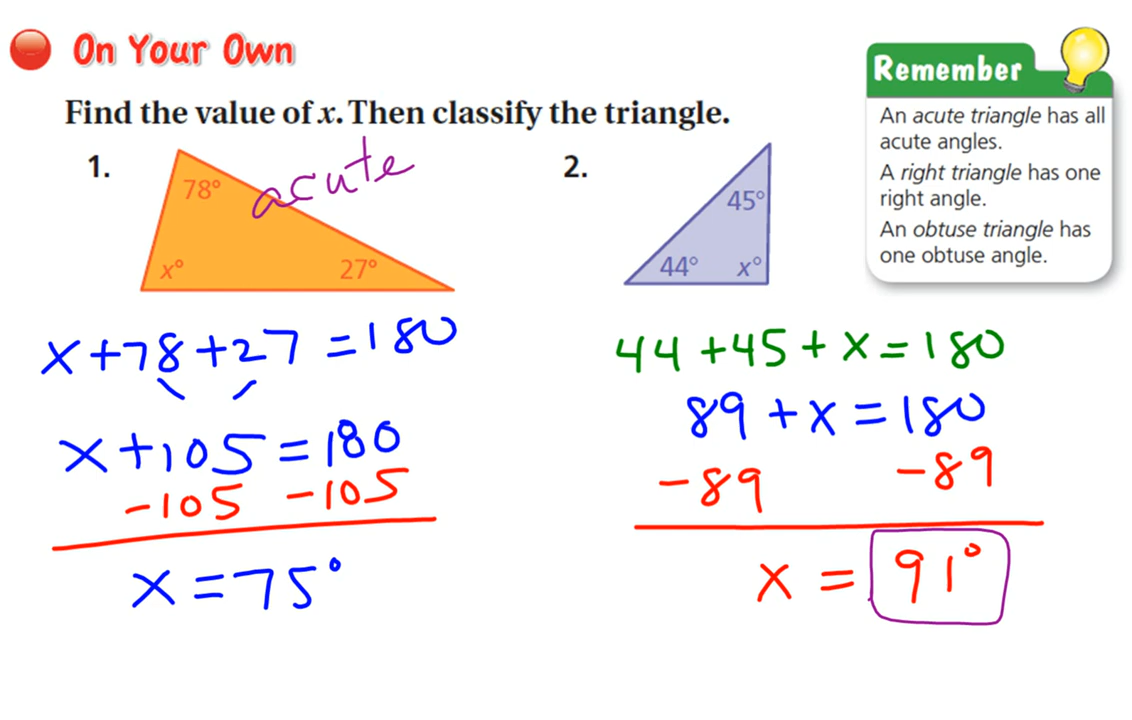 On Your Own
Remember
An acute triangle has all
acute angles.
A right triangle has one
right angle.
An obtuse triangle has
one obtuse angle.
Find the value of x. Then classify the triangle.
1.
acute
78°
x°
27°
x+78+27=180
x+105=180
-105 -105
x=75°
2.
45°
44°
x°
44+45+x=180
89+x=180
-89 -89
x=91°